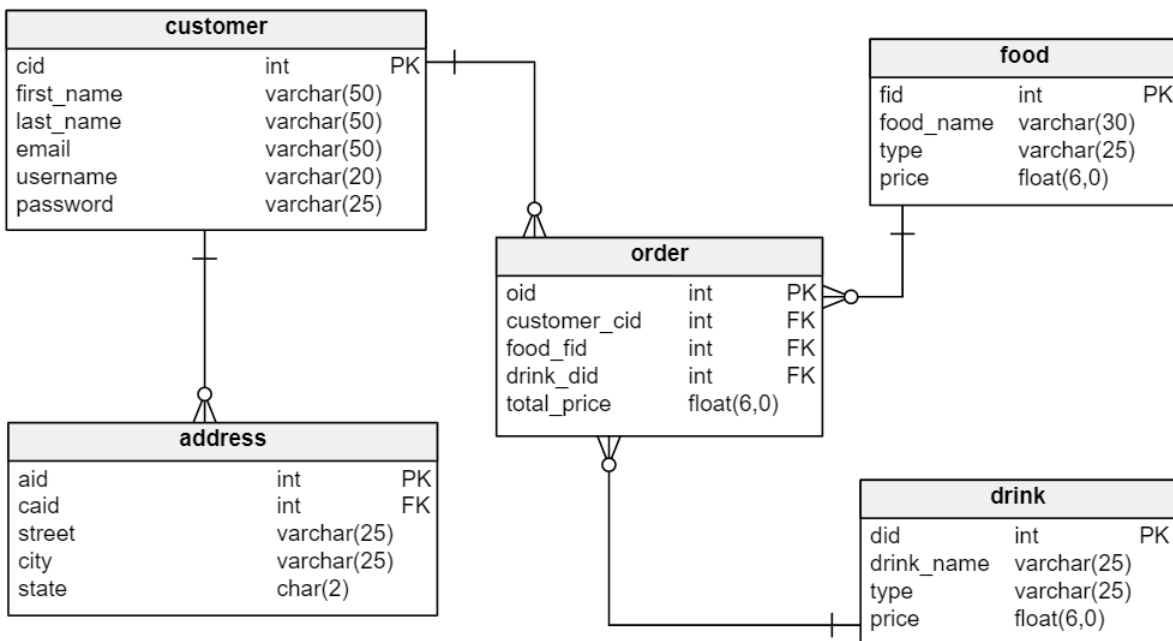 customer
cid int PK
first_name varchar(50)
last_name varchar(50)
email varchar(50)
username varchar(20)
password varchar(25)
food
fid int PK
food_name varchar(30)
type varchar(25)
price float(6,0)
order
oid int PK
customer_cid int FK
food_fid int FK
drink_did int FK
total_price float(6,0)
address
aid int PK
caid int FK
street varchar(25)
city varchar(25)
state char(2)
drink
did int PK
drink_name varchar(25)
type varchar(25)
price float(6,0)